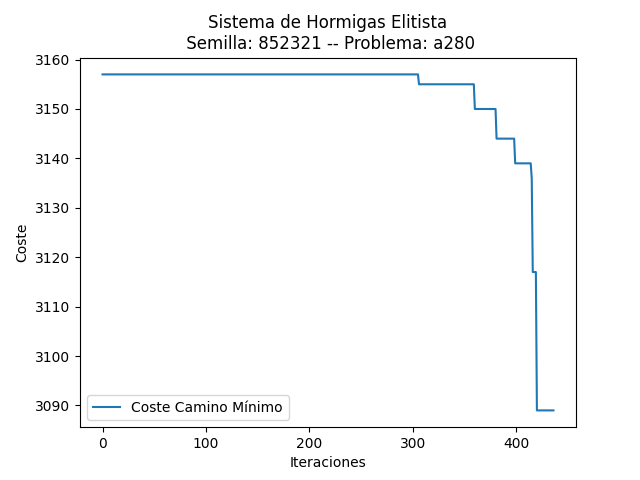 Sistema de Hormigas Elitista
Semilla: 852321 -- Problema: a280
3160
3150
3140
3130
3120
3110
3100
3090
Coste
Coste Camino Mínimo
0 100 200 300 400
Iteraciones